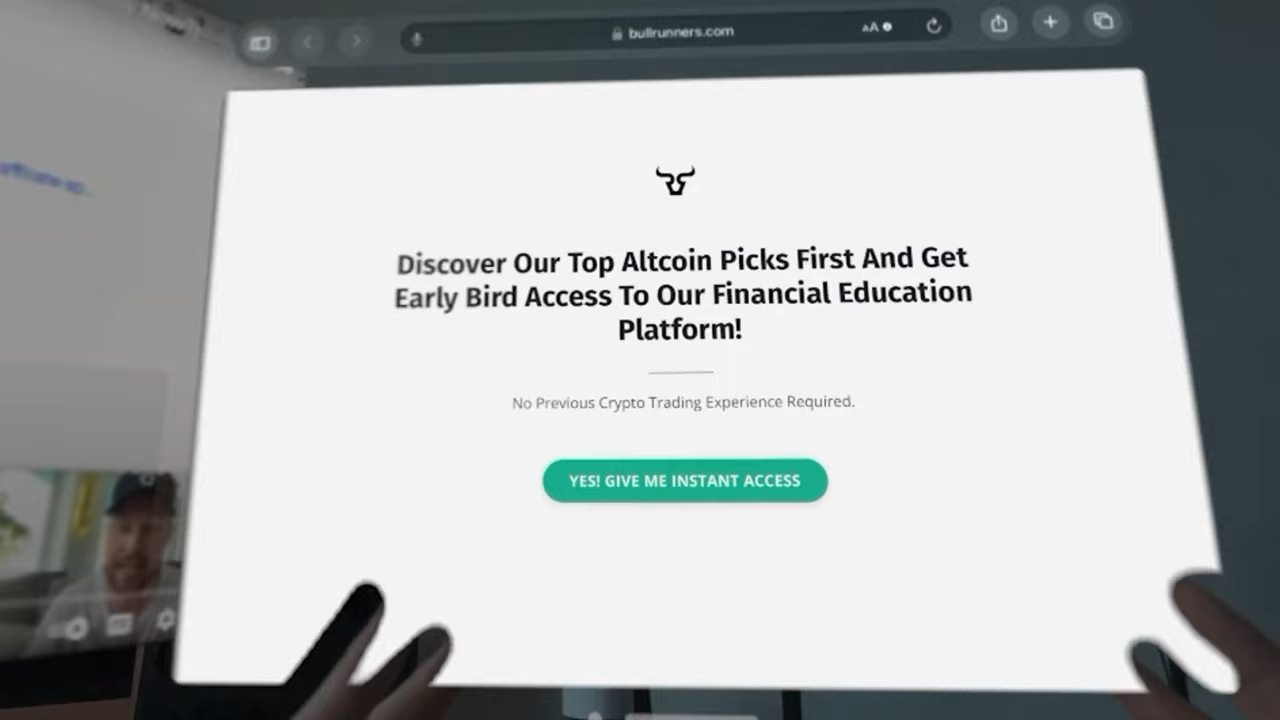 bullrunners.com
AA
Discover Our Top Altcoin Picks First And Get
Early Bird Access To Our Financial Education
Platform!
No Previous Crypto Trading Experience Required.
YES! GIVE ME INSTANT ACCESS